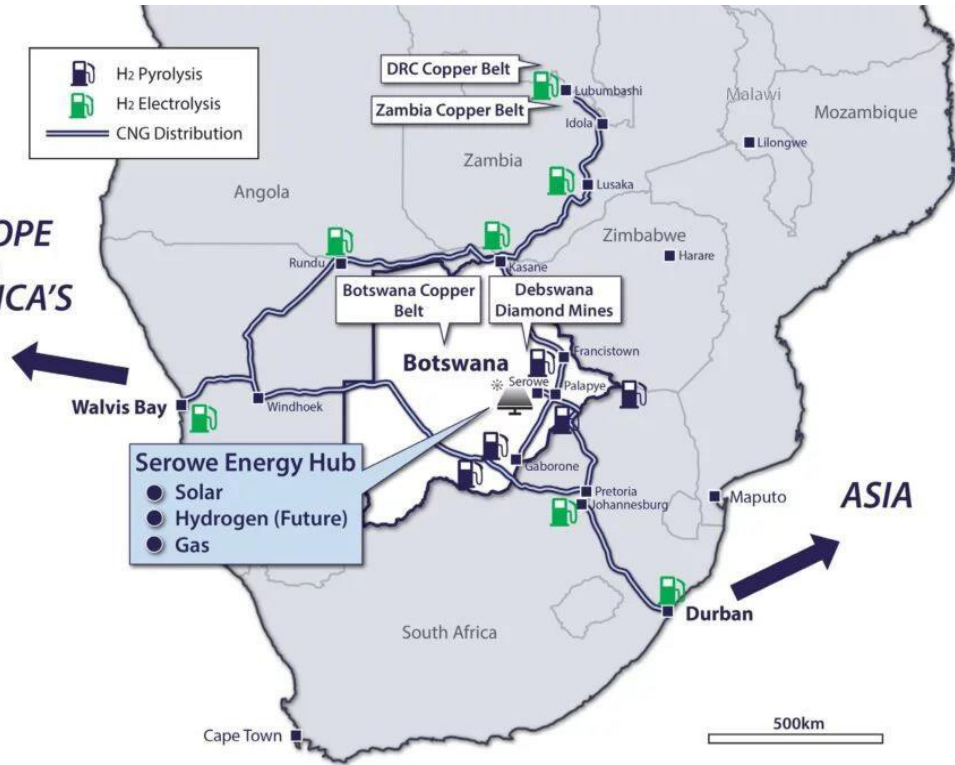 H2 Pyrolysis
H2 Electrolysis
CNG Distribution
DRC Copper Belt
Lubumbashi
Zambia Copper Belt
Idola
Malawi
Mozambique
Lilongwe
Zambia
Angola
Lusaka
OPE
ICA'S
Zimbabwe
Harare
Rundu
Kasane
Botswana Copper
Belt
Debswana
Diamond Mines
Botswana
Francistown
Serowe
Palapye
Walvis Bay
Windhoek
Serowe Energy Hub
Solar
Hydrogen (Future)
Gas
Gaborone
Pretoria
Johannesburg
Maputo
ASIA
Durban
South Africa
Cape Town
500km